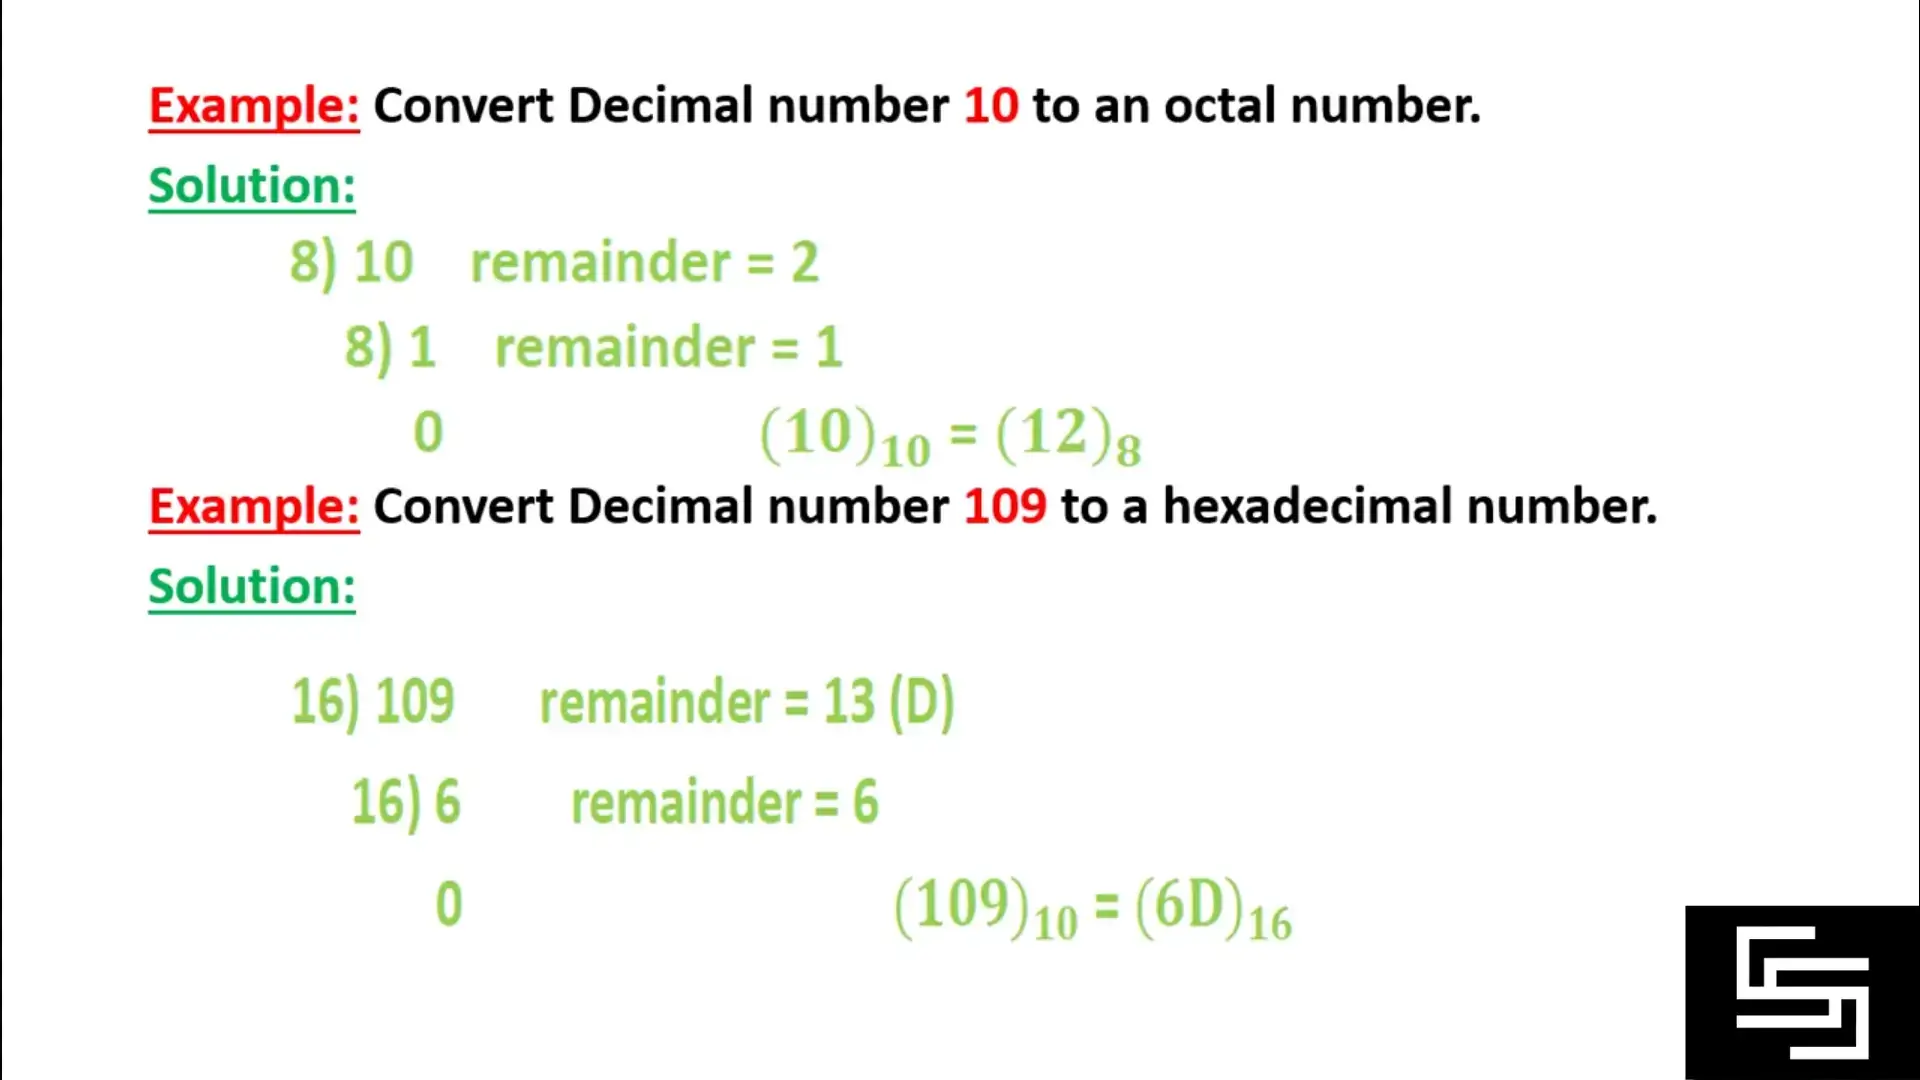 Example: Convert Decimal number 10 to an octal number.
Solution:
8) 10 remainder = 2
8) 1 remainder = 1
0 (10)₁₀ = (12)₈
Example: Convert Decimal number 109 to a hexadecimal number.
Solution:
16) 109 remainder = 13 (D)
16) 6 remainder = 6
0 (109)₁₀ = (6D)₁₆